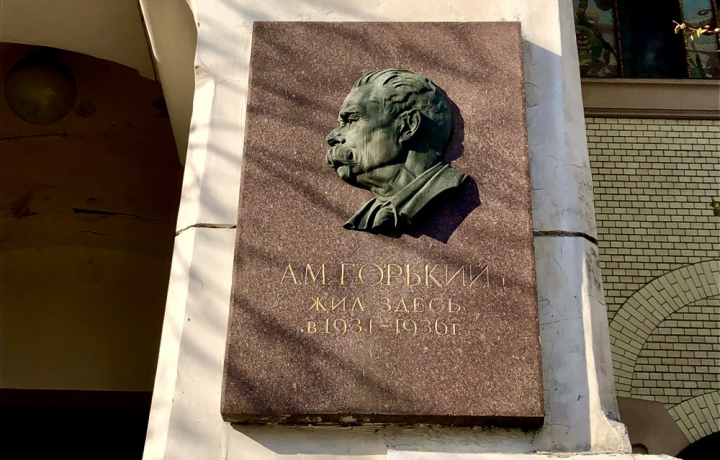 А.М. ГОРЬКИЙ
ЖИЛ ЗДЕСЬ
в 1931–1936 г.